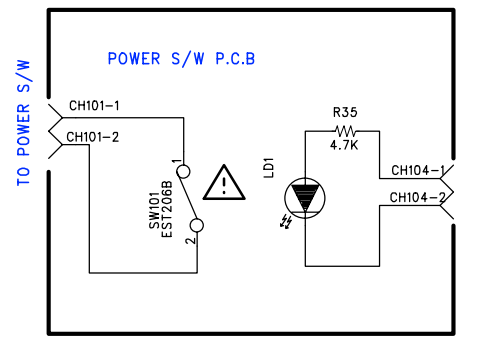 POWER S/W P.C.B
TO POWER S/W
CH101-1
CH101-2
1
SW101
EST206B
2
!
LD1
R35
4.7K
CH104-1
CH104-2